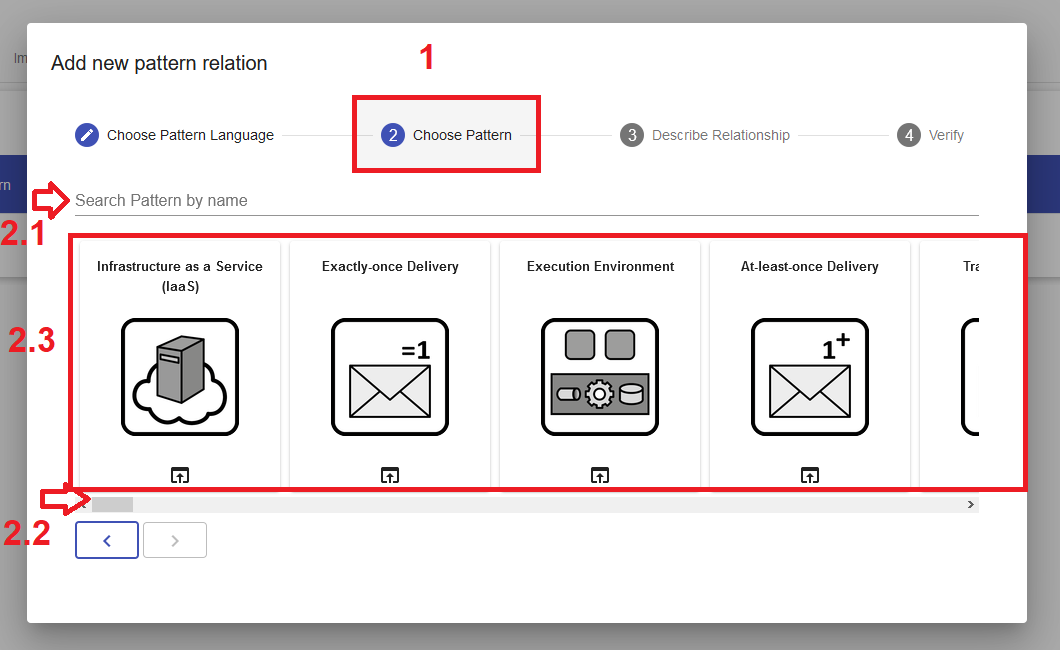 1
Im
Add new pattern relation
Choose Pattern Language
2 Choose Pattern
3 Describe Relationship
4 Verify
rn
Search Pattern by name
2.1
Infrastructure as a Service
(IaaS)
Exactly-once Delivery
Execution Environment
At-least-once Delivery
Tra
2.3
=1
1+
2.2